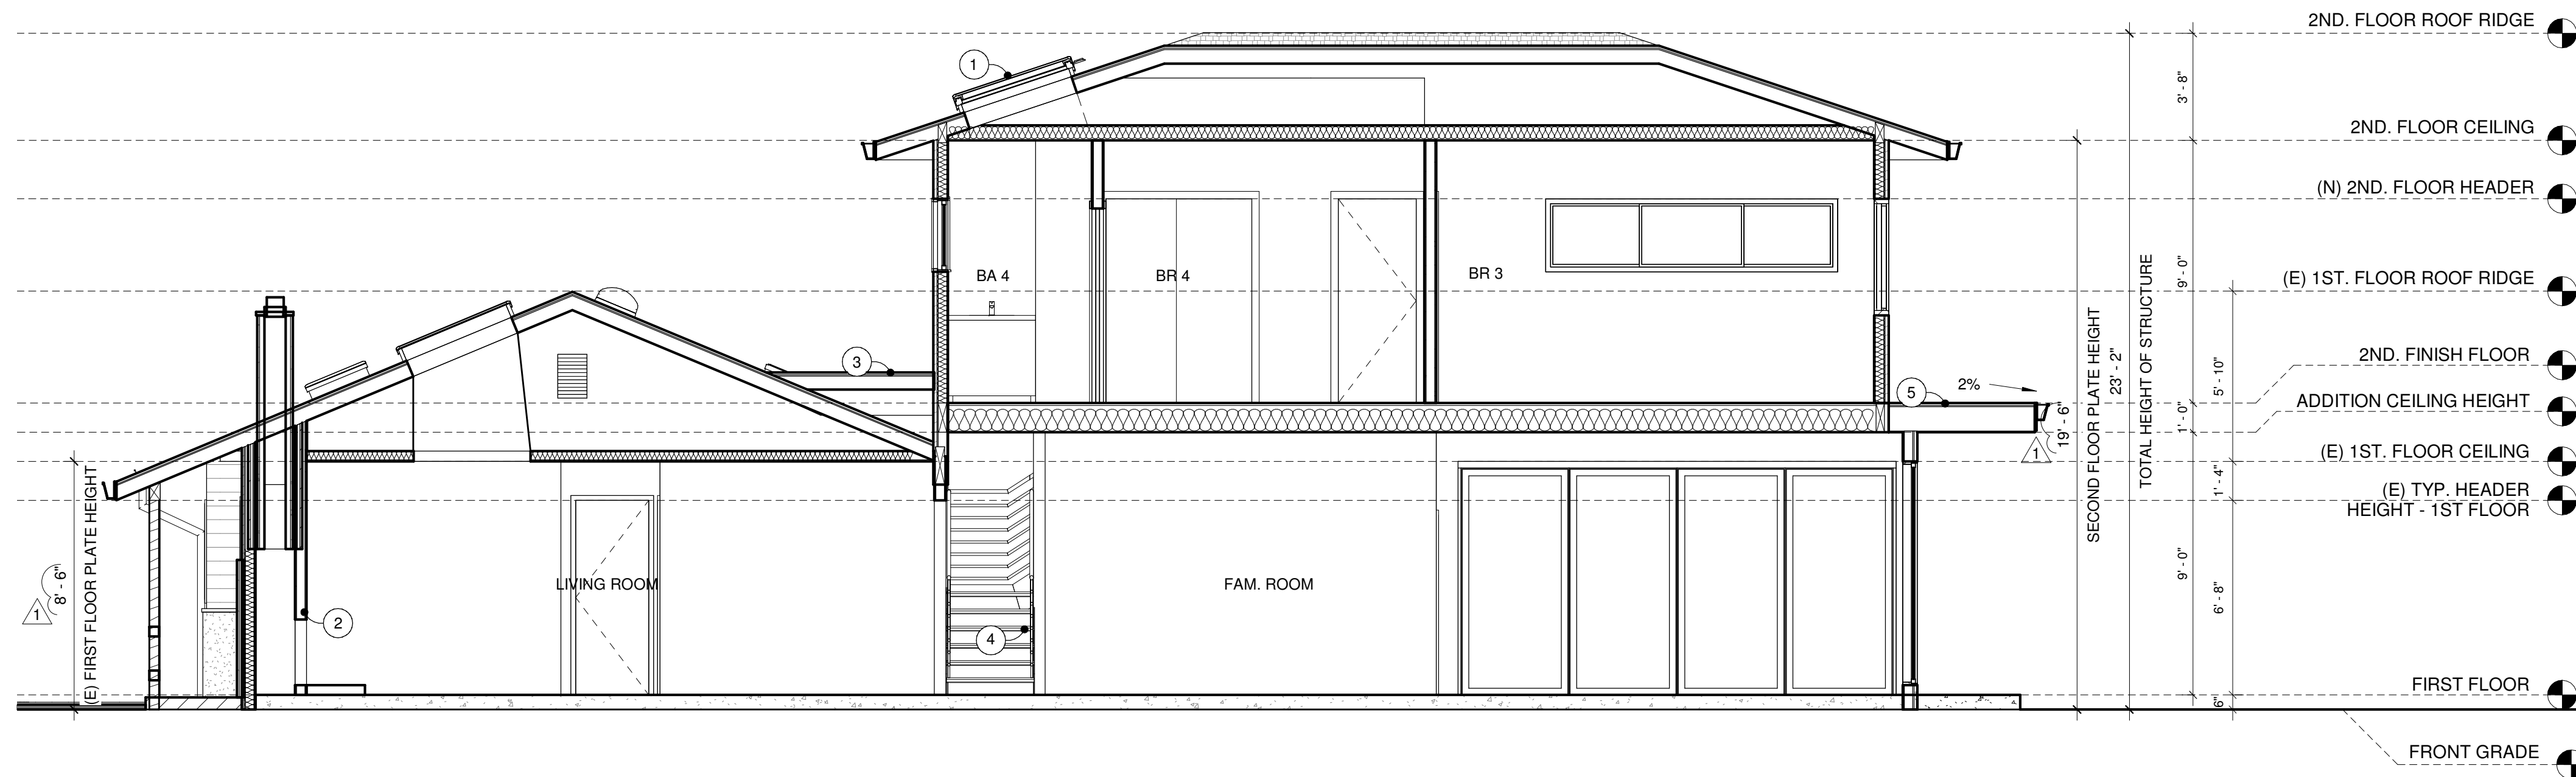 2ND. FLOOR ROOF RIDGE
1
3' - 8"
2ND. FLOOR CEILING
(N) 2ND. FLOOR HEADER
BA 4
BR 4
BR 3
9' - 0"
(E) 1ST. FLOOR ROOF RIDGE
3
SECOND FLOOR PLATE HEIGHT
23' - 2"
TOTAL HEIGHT OF STRUCTURE
5' - 10"
2ND. FINISH FLOOR
5
2%
19' - 6"
1
1' - 0"
ADDITION CEILING HEIGHT
(E) 1ST. FLOOR CEILING
1' - 4"
(E) TYP. HEADER
HEIGHT - 1ST FLOOR
1
8' - 6"
(E) FIRST FLOOR PLATE HEIGHT
2
LIVING ROOM
4
FAM. ROOM
9' - 0"
6' - 8"
FIRST FLOOR
6"
FRONT GRADE